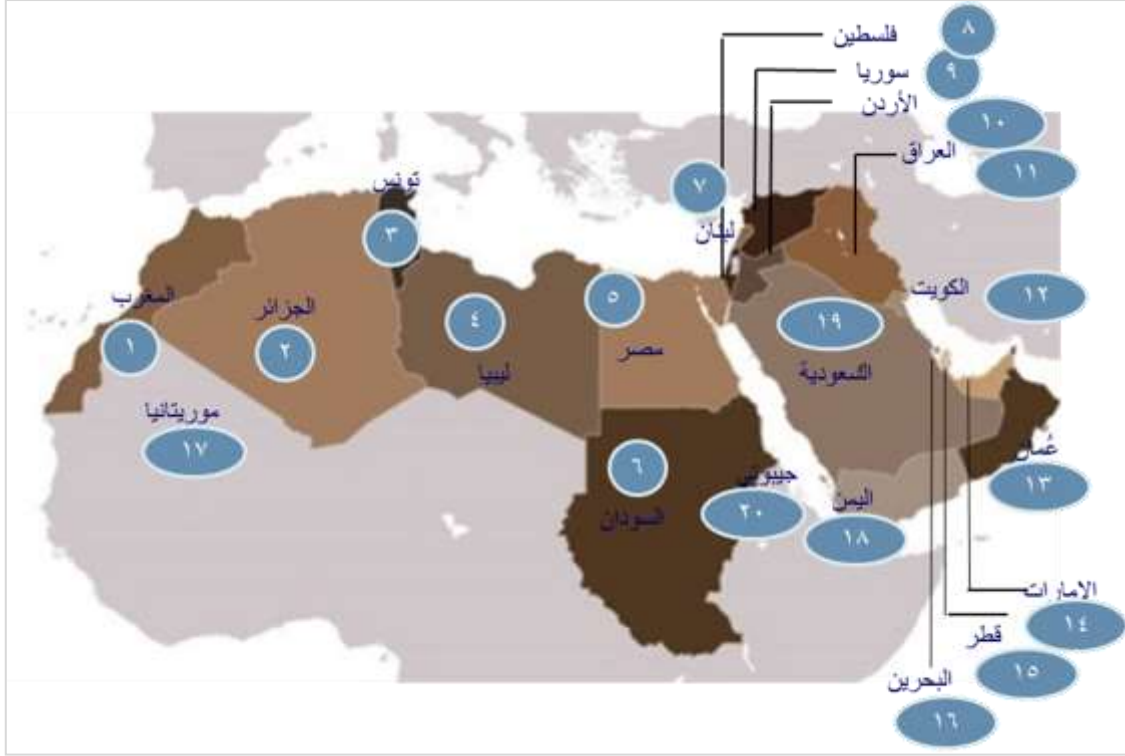 فلسطين
٨
سوريا
٩
الأردن
١٠
العراق
١١
تونس
٣
٧
لبنان
الكويت
١٢
المغرب
١
الجزائر
٢
٤
ليبيا
٥
مصر
١٩
السعودية
موريتانيا
١٧
٦
السودان
جيبوتي
٢٠
اليمن
١٨
عُمان
١٣
الامارات
١٤
قطر
١٥
البحرين
١٦